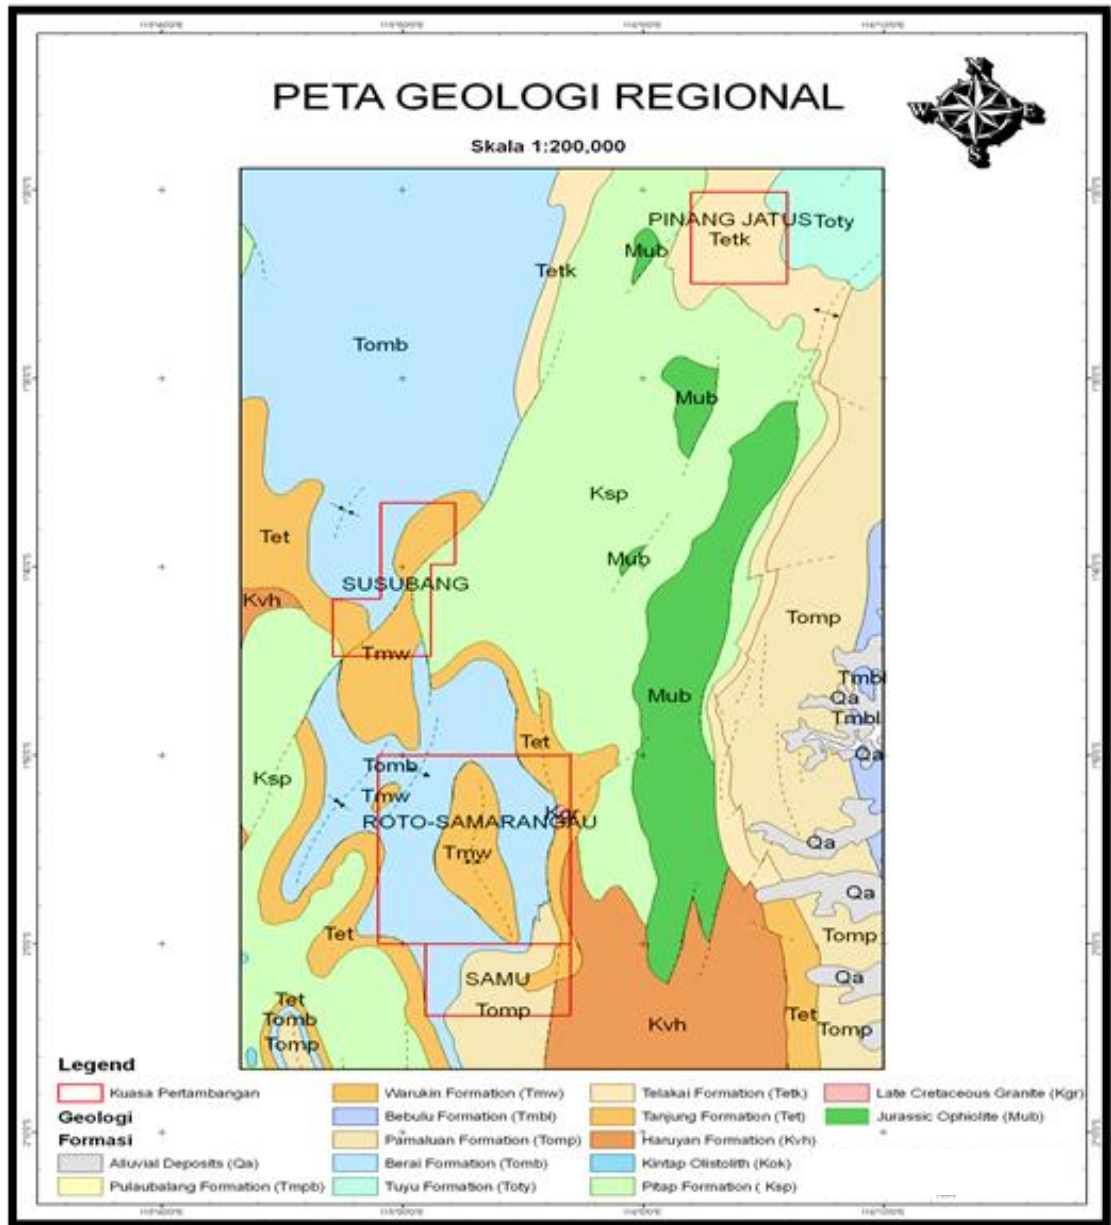 PETA GEOLOGI REGIONAL
Skala 1:200,000
N
W
E
S
PINANG JATUS
Toty
Tetk
Mub
Tetk
Tomb
Mub
Ksp
Tet
Mub
SUSUBANG
Kvh
Tomp
Tmw
Tmbl
Mub
Qa
Tmbl
Tet
Qa
Tomb
Ksp
Tmw
Kgr
ROTO-SAMARANGAU
Tmw
Qa
Qa
Tet
Tomp
SAMU
Qa
Tet
Tomp
Tomb
Tet
Kvh
Tomp
Tomp
Legend
Kuasa Pertambangan
Geologi
Formasi
Alluvial Deposits (Qa)
Pulaubalang Formation (Tmpb)
Warukin Formation (Tmw)
Bebulu Formation (Tmbl)
Pamaluan Formation (Tomp)
Berai Formation (Tomb)
Tuyu Formation (Toty)
Telakai Formation (Tetk)
Tanjung Formation (Tet)
Haruyan Formation (Kvh)
Kintap Olistolith (Kok)
Pitap Formation ( Ksp)
Late Cretaceous Granite (Kgr)
Jurassic Ophiolite (Mub)